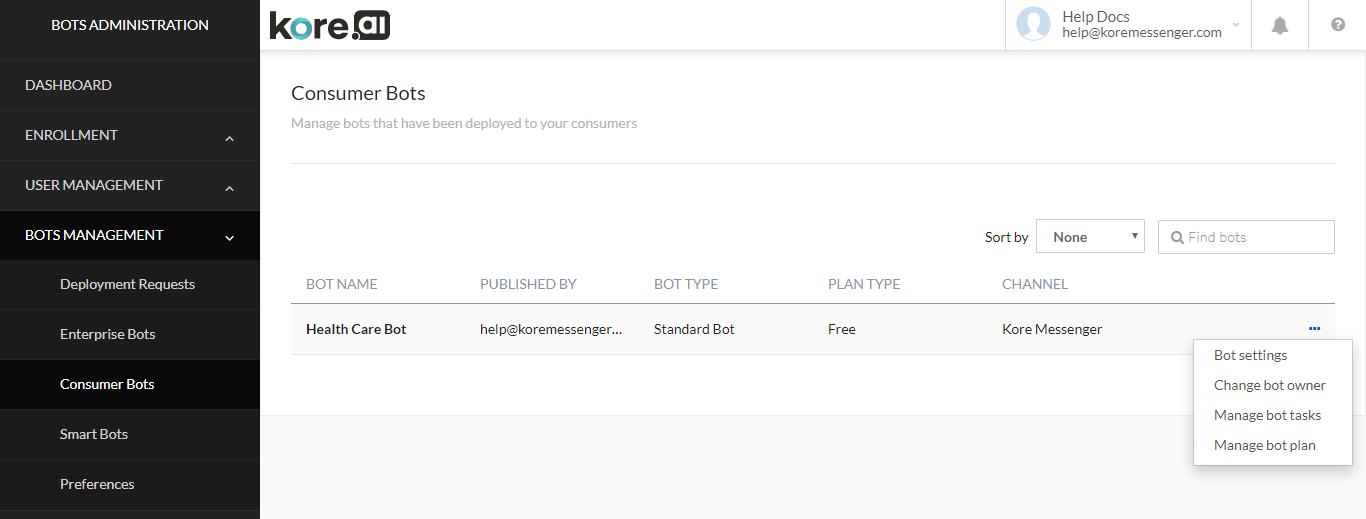 BOTS ADMINISTRATION
kore.ai
Help Docs
help@koremessenger.com
?
DASHBOARD
ENROLLMENT
USER MANAGEMENT
BOTS MANAGEMENT
Deployment Requests
Enterprise Bots
Consumer Bots
Smart Bots
Preferences
Consumer Bots
Manage bots that have been deployed to your consumers
Sort by None Find bots
BOT NAME PUBLISHED BY BOT TYPE PLAN TYPE CHANNEL
Health Care Bot help@koremessenger... Standard Bot Free Kore Messenger ...
Bot settings
Change bot owner
Manage bot tasks
Manage bot plan